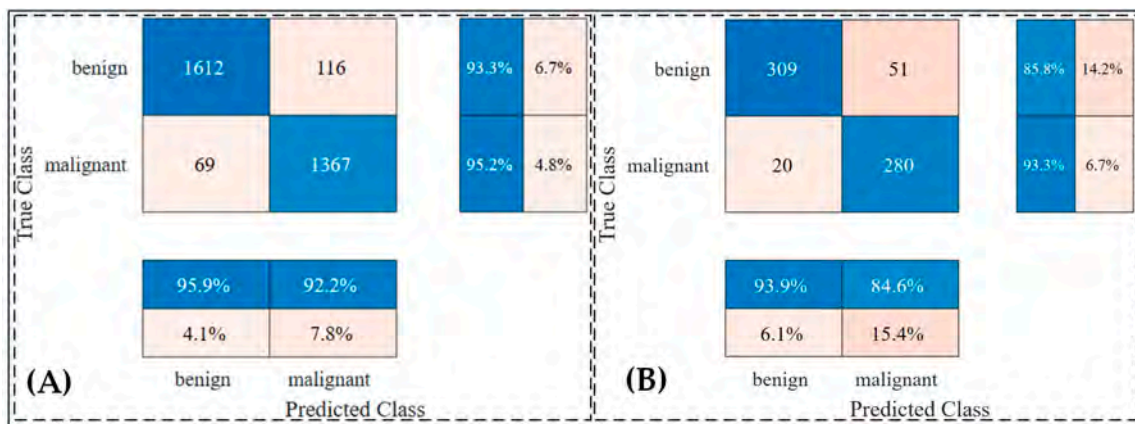 benign 1612 116 93.3% 6.7%
malignant 69 1367 95.2% 4.8%
True Class
95.9% 92.2%
4.1% 7.8%
benign malignant
Predicted Class
(A)
benign 309 51 85.8% 14.2%
malignant 20 280 93.3% 6.7%
True Class
93.9% 84.6%
6.1% 15.4%
benign malignant
Predicted Class
(B)